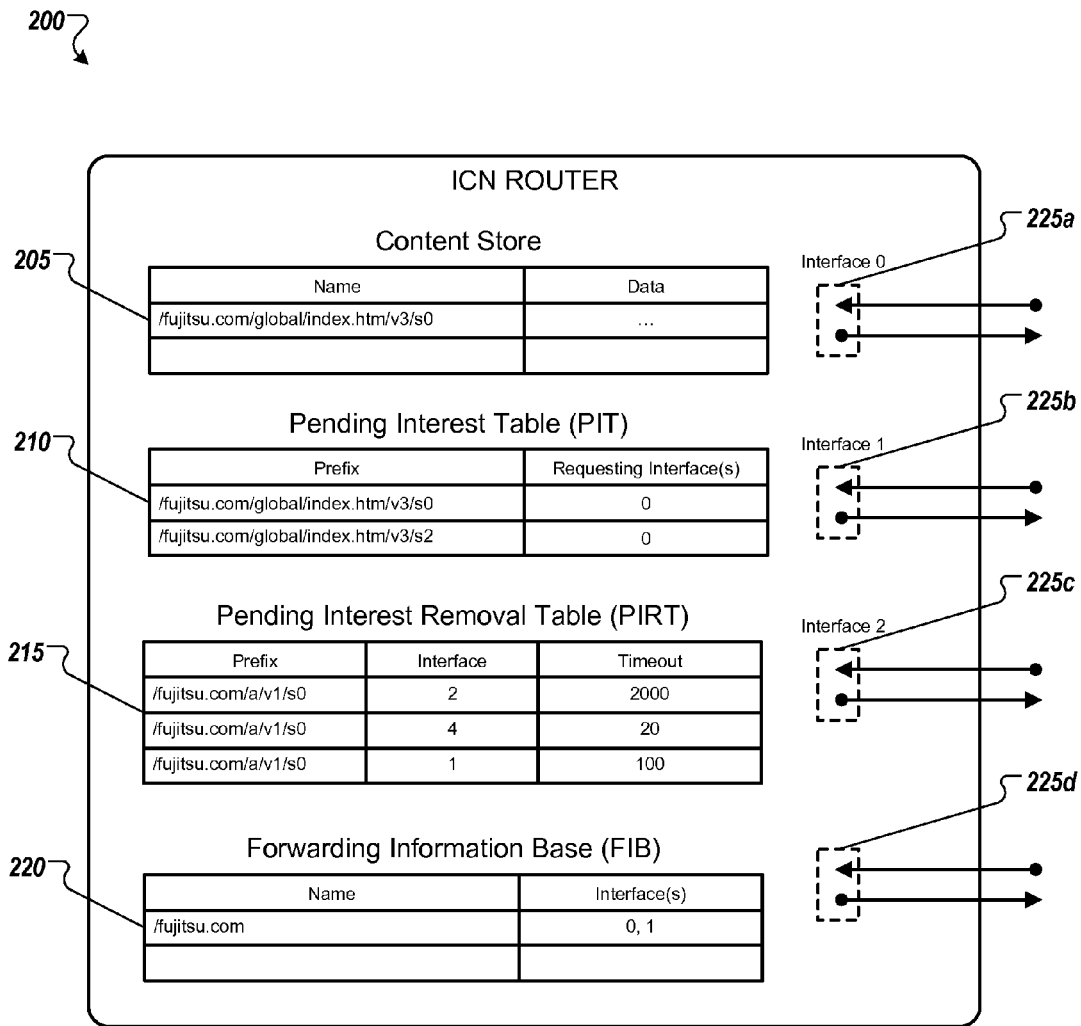 200
ICN ROUTER
225a
Content Store
205
Interface 0
Name Data
/fujitsu.com/global/index.htm/v3/s0 ...
225b
Pending Interest Table (PIT)
210
Interface 1
Prefix Requesting Interface(s)
/fujitsu.com/global/index.htm/v3/s0 0
/fujitsu.com/global/index.htm/v3/s2 0
225c
Pending Interest Removal Table (PIRT)
Interface 2
215
Prefix Interface Timeout
/fujitsu.com/a/v1/s0 2 2000
/fujitsu.com/a/v1/s0 4 20
/fujitsu.com/a/v1/s0 1 100
225d
Forwarding Information Base (FIB)
220
Name Interface(s)
/fujitsu.com 0, 1